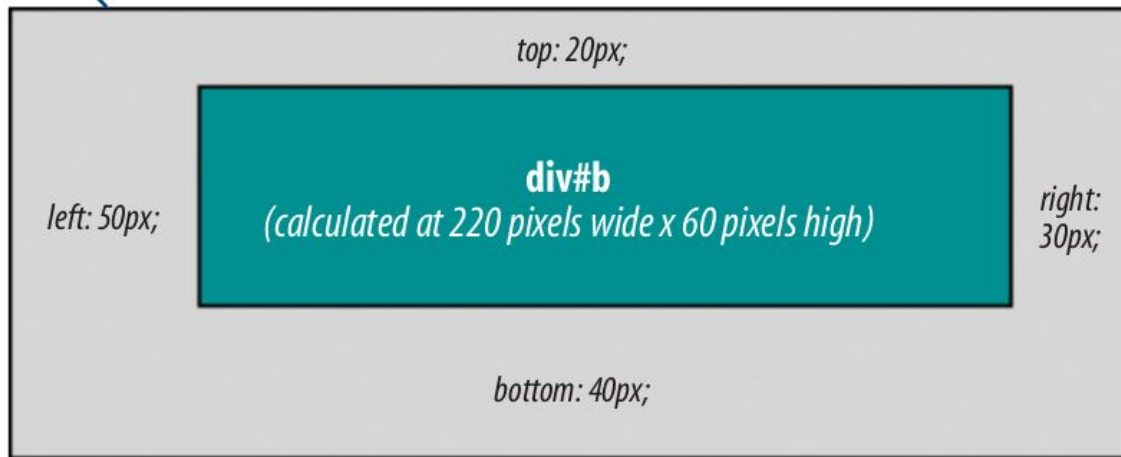 top: 20px;
div#b
(calculated at 220 pixels wide x 60 pixels high)
left: 50px;
right:
30px;
bottom: 40px;